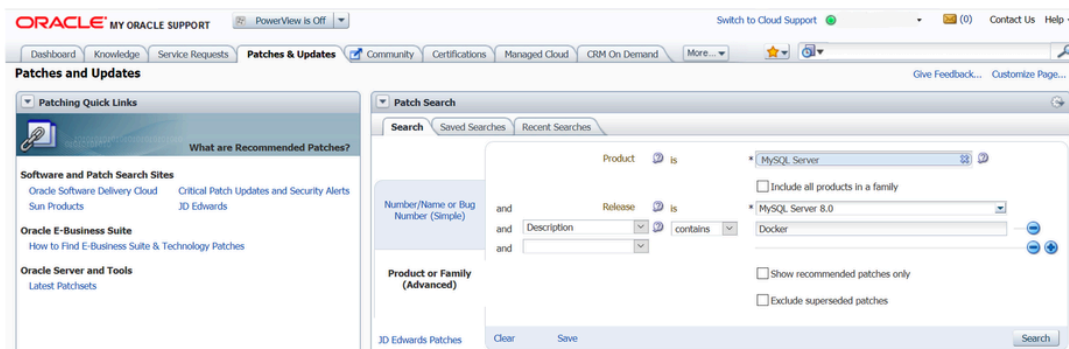 ORACLE® MY ORACLE SUPPORT
PowerView is Off
Switch to Cloud Support
(0) Contact Us Help
Dashboard Knowledge Service Requests Patches & Updates Community Certifications Managed Cloud CRM On Demand More...
Patches and Updates
Give Feedback... Customize Page...
Patching Quick Links
What are Recommended Patches?
Software and Patch Search Sites
Oracle Software Delivery Cloud Critical Patch Updates and Security Alerts
Sun Products JD Edwards
Oracle E-Business Suite
How to Find E-Business Suite & Technology Patches
Oracle Server and Tools
Latest Patchsets
Patch Search
Search Saved Searches Recent Searches
Number/Name or Bug
Number (Simple)
Product or Family
(Advanced)
JD Edwards Patches
Product is * MySQL Server
Include all products in a family
and Release is * MySQL Server 8.0
and Description contains Docker
and
Show recommended patches only
Exclude superseded patches
Clear Save Search